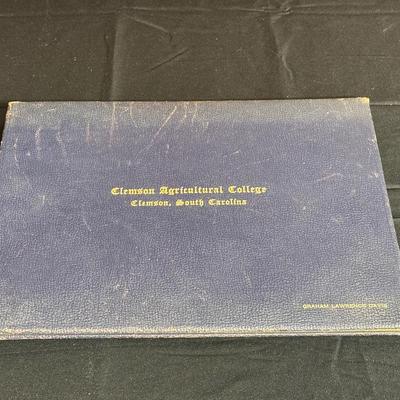 Clemson Agricultural College
Clemson, South Carolina
GRAHAM LAWRENCE DAVIS